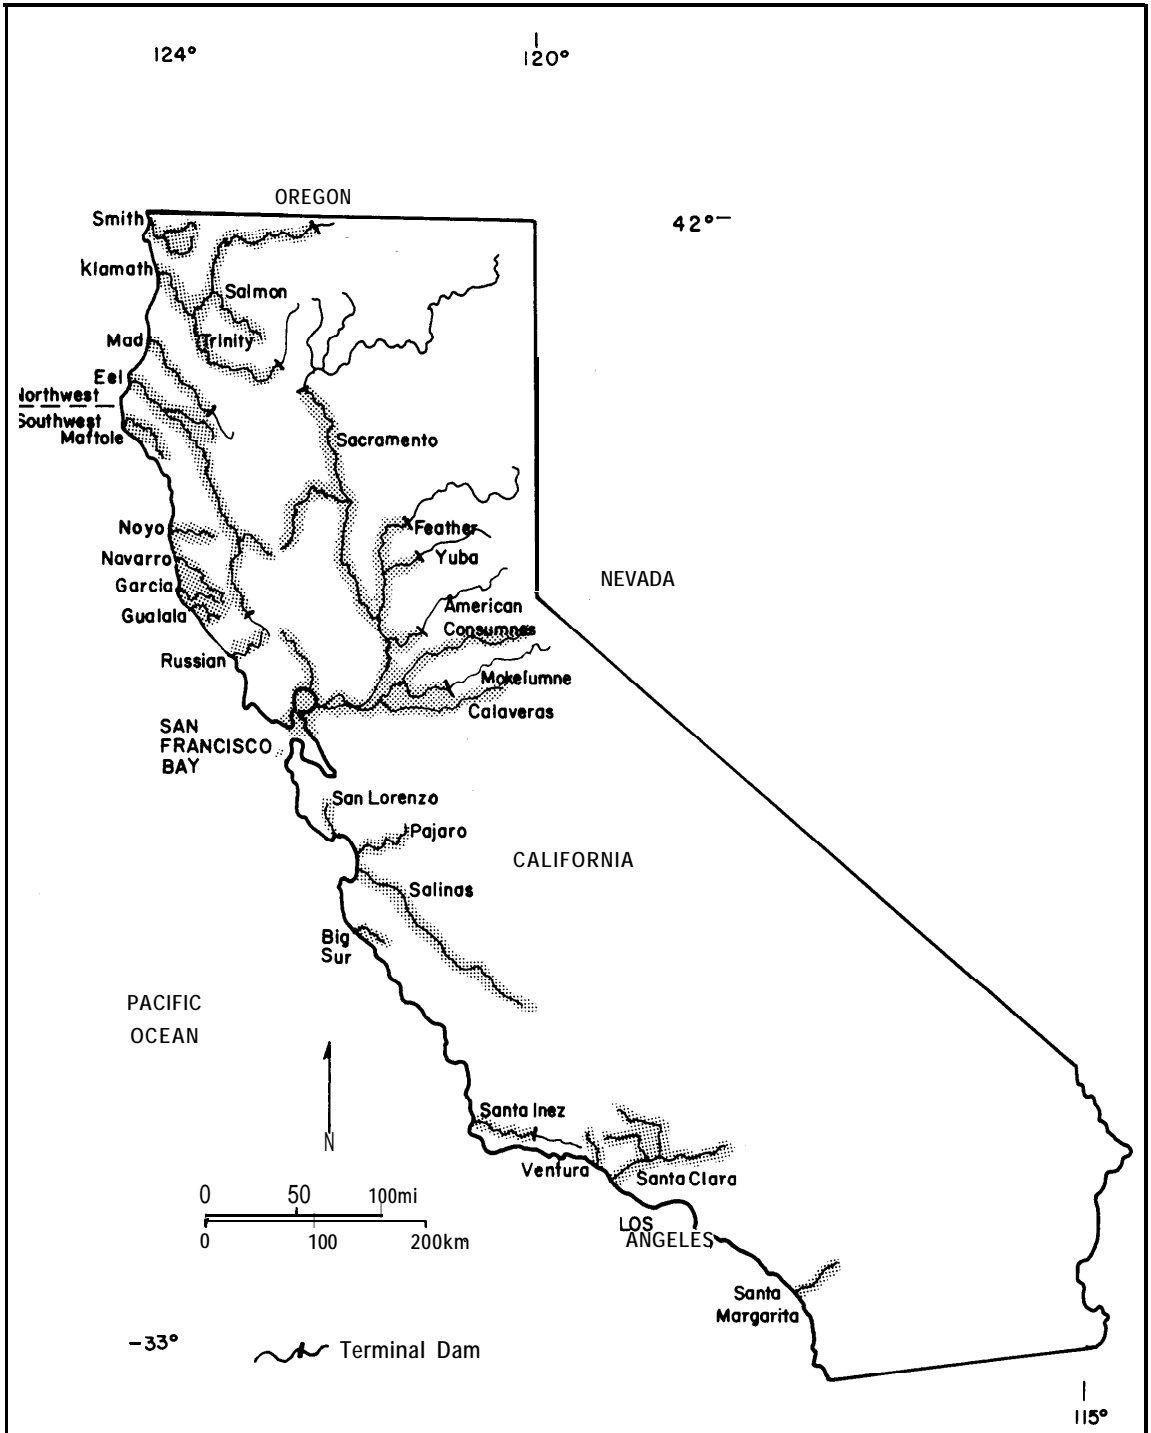 124°
120°
OREGON
42°
Smith
Klamath
Salmon
Mad
Trinity
Eel
Northwest
Southwest
Mattole
Sacramento
Noyo
Feather
Navarro
Yuba
Garcia
NEVADA
Gualala
American
Consumnes
Russian
Mokelumne
Calaveras
SAN
FRANCISCO
BAY
San Lorenzo
Pajaro
CALIFORNIA
Salinas
Big
Sur
PACIFIC
OCEAN
N
Santa Inez
Ventura
Santa Clara
0 50 100mi
0 100 200km
LOS
ANGELES
Santa
Margarita
-33°
Terminal Dam
115°